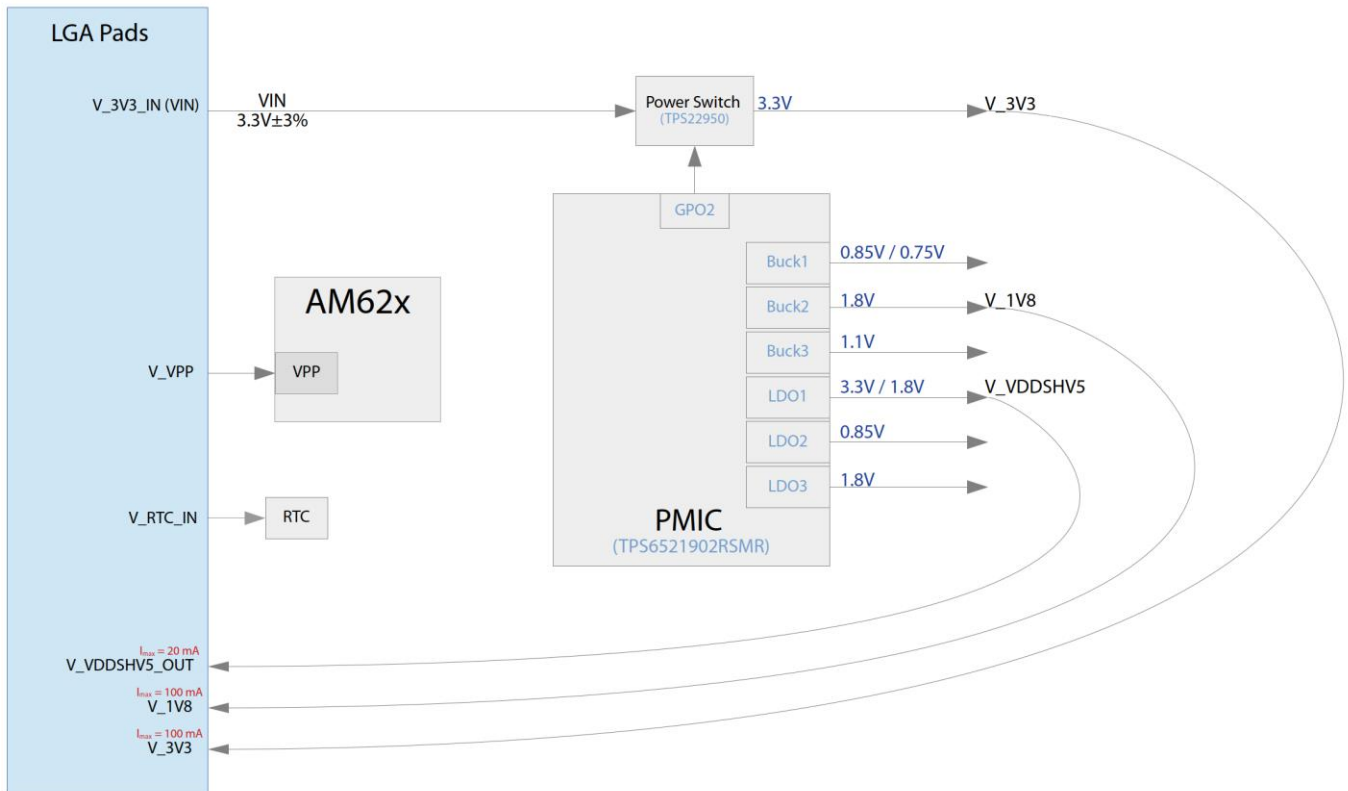 LGA Pads
V_3V3_IN (VIN)
VIN
3.3V±3%
Power Switch
(TPS22950)
3.3V
V_3V3
GPO2
Buck1
0.85V / 0.75V
Buck2
1.8V
V_1V8
Buck3
1.1V
LDO1
3.3V / 1.8V
V_VDDSHV5
LDO2
0.85V
LDO3
1.8V
PMIC
(TPS6521902RSMR)
AM62x
V_VPP
VPP
V_RTC_IN
RTC
Imax = 20 mA
V_VDDSHV5_OUT
Imax = 100 mA
V_1V8
Imax = 100 mA
V_3V3